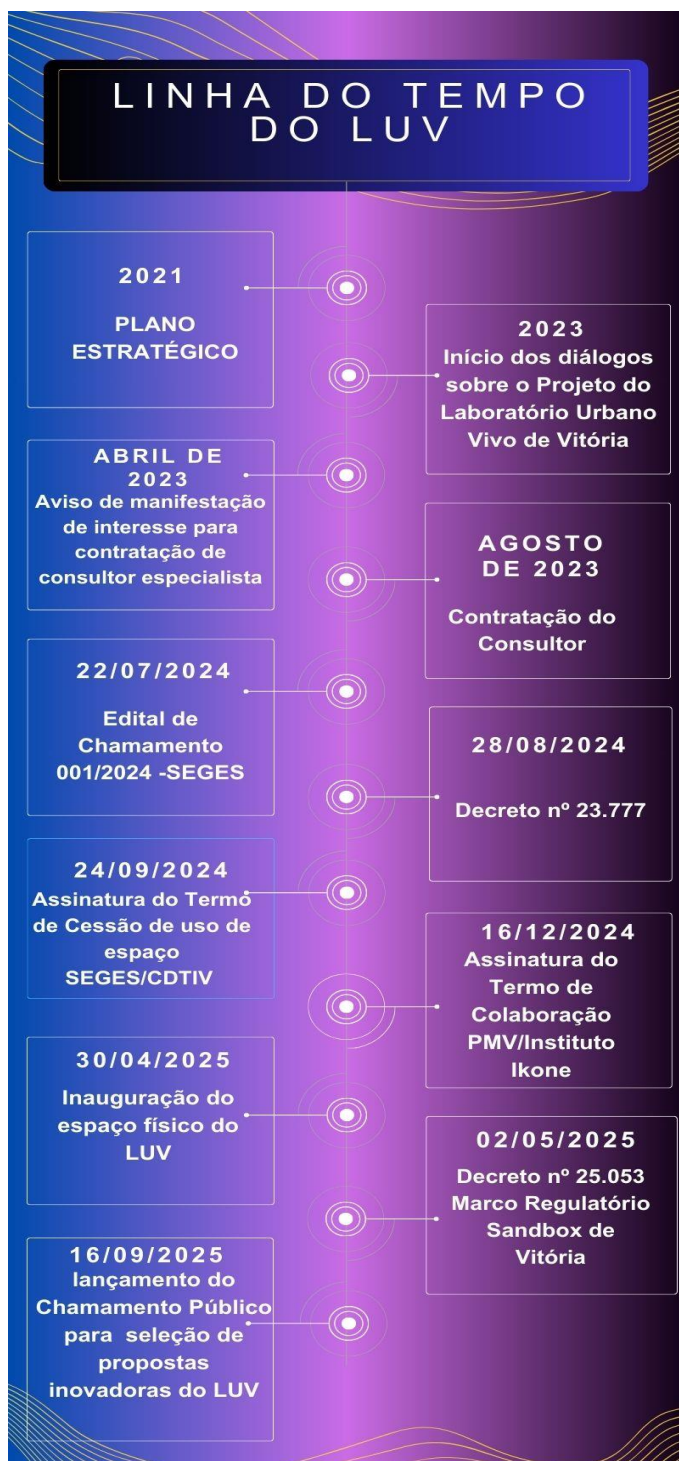 LINHA DO TEMPO
DO LUV
2021
PLANO
ESTRATÉGICO
2023
Início dos diálogos
sobre o Projeto do
Laboratório Urbano
Vivo de Vitória
ABRIL DE
2023
Aviso de manifestação
de interesse para
contratação de
consultor especialista
AGOSTO
DE 2023
Contratação do
Consultor
22/07/2024
Edital de
Chamamento
001/2024 -SEGES
28/08/2024
Decreto nº 23.777
24/09/2024
Assinatura do Termo
de Cessão de uso de
espaço
SEGES/CDTIV
16/12/2024
Assinatura do
Termo de
Colaboração
PMV/Instituto
Ikone
30/04/2025
Inauguração do
espaço físico do
LUV
02/05/2025
Decreto nº 25.053
Marco Regulatório
Sandbox de
Vitória
16/09/2025
lançamento do
Chamamento Público
para seleção de
propostas
inovadoras do LUV